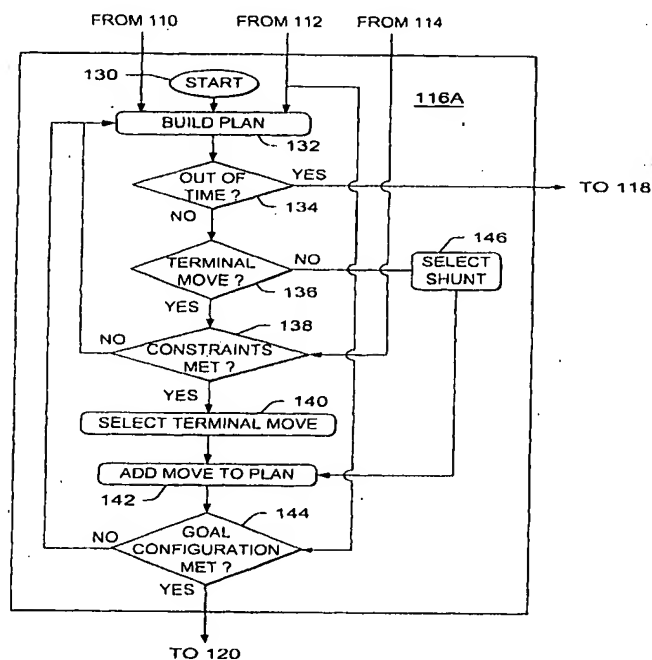 FROM 110
FROM 112
FROM 114
130
START
116A
BUILD PLAN
132
OUT OF
TIME ?
YES
134
TO 118
NO
TERMINAL
MOVE ?
NO
136
146
SELECT
SHUNT
YES
138
NO
CONSTRAINTS
MET ?
YES
140
SELECT TERMINAL MOVE
ADD MOVE TO PLAN
142
144
NO
GOAL
CONFIGURATION
MET ?
YES
TO 120